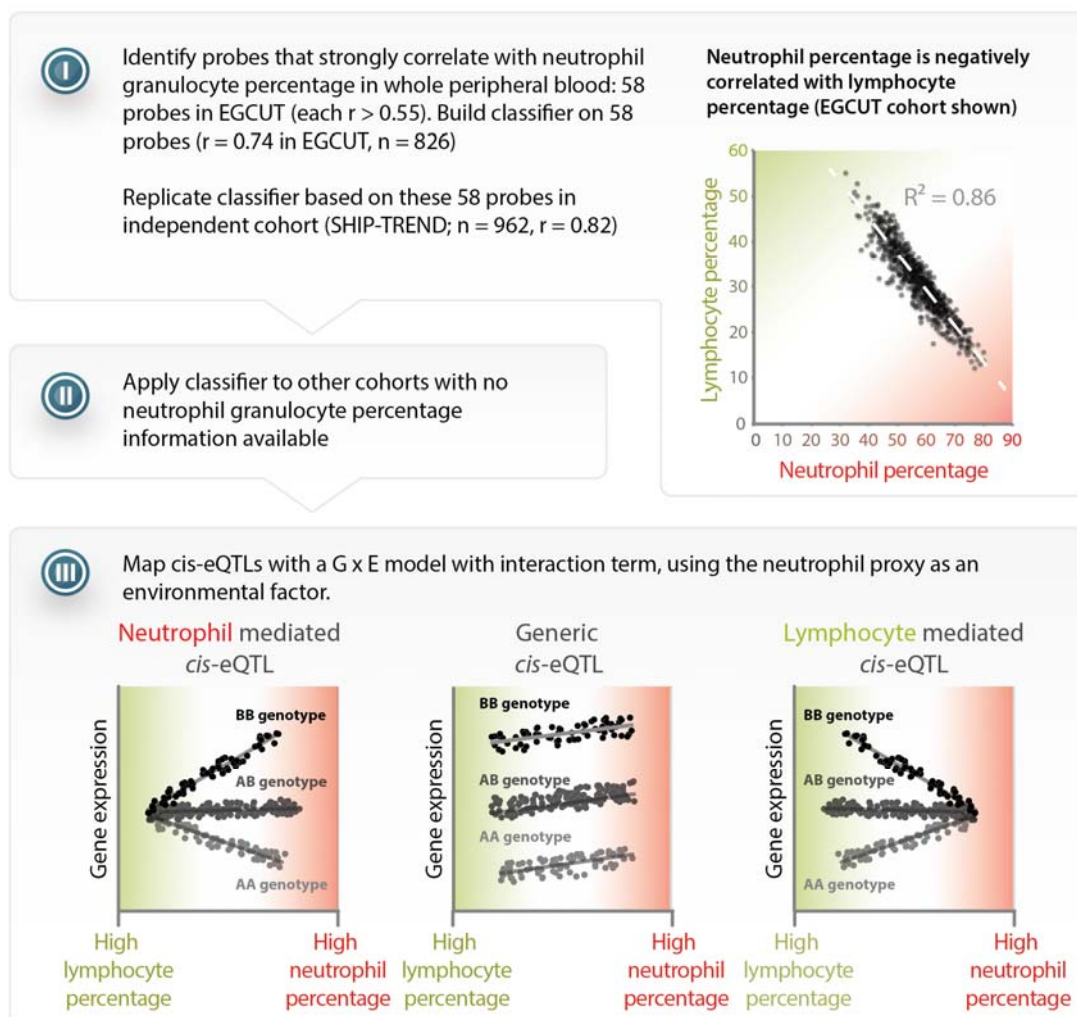 I
Identify probes that strongly correlate with neutrophil
granulocyte percentage in whole peripheral blood: 58
probes in EGCUT (each r > 0.55). Build classifier on 58
probes (r = 0.74 in EGCUT, n = 826)
Replicate classifier based on these 58 probes in
independent cohort (SHIP-TREND; n = 962, r = 0.82)
Neutrophil percentage is negatively
correlated with lymphocyte
percentage (EGCUT cohort shown)
60
50
40
30
20
10
0
Lymphocyte percentage
R² = 0.86
0 10 20 30 40 50 60 70 80 90
Neutrophil percentage
II
Apply classifier to other cohorts with no
neutrophil granulocyte percentage
information available
III
Map cis-eQTLs with a G x E model with interaction term, using the neutrophil proxy as an
environmental factor.
Neutrophil mediated
cis-eQTL
Gene expression
BB genotype
AB genotype
AA genotype
High
lymphocyte
percentage
High
neutrophil
percentage
Generic
cis-eQTL
Gene expression
BB genotype
AB genotype
AA genotype
High
lymphocyte
percentage
High
neutrophil
percentage
Lymphocyte mediated
cis-eQTL
Gene expression
BB genotype
AB genotype
AA genotype
High
lymphocyte
percentage
High
neutrophil
percentage